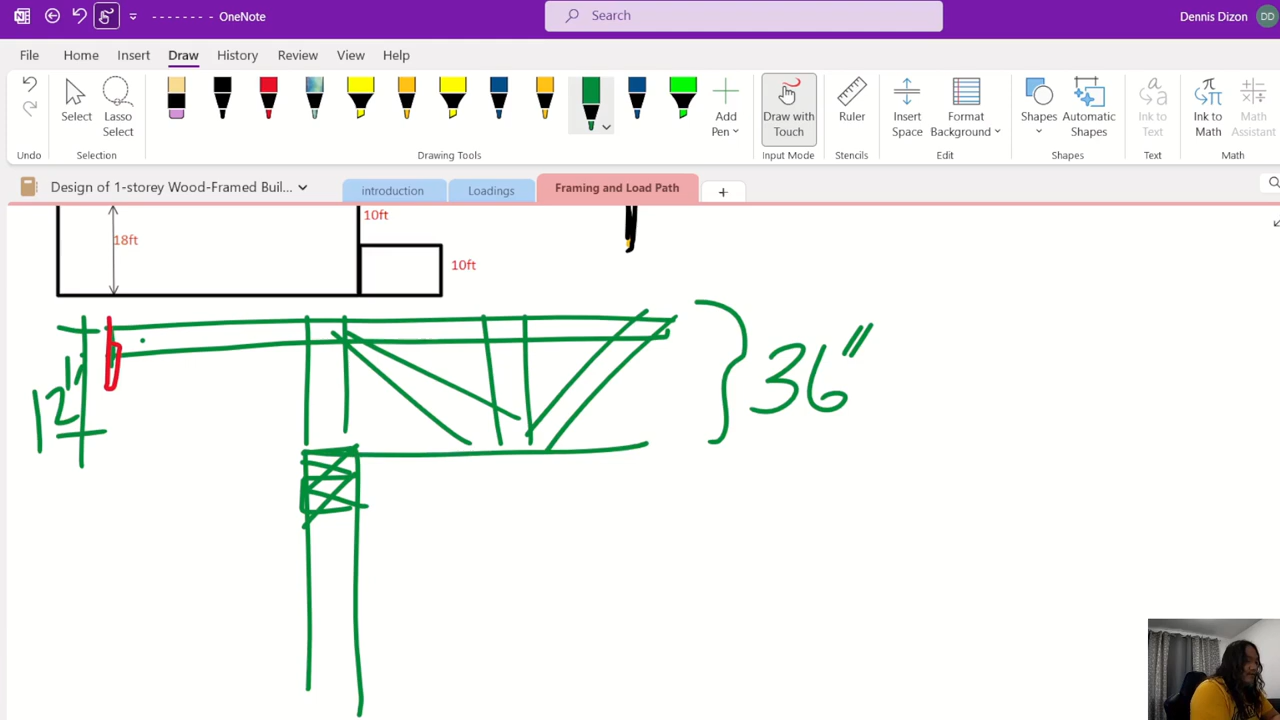 - - - - - - - OneNote
Search
Dennis Dizon
DD
File
Home
Insert
Draw
History
Review
View
Help
Undo
Select
Lasso Select
Add Pen
Draw with Touch
Ruler
Insert Space
Format Background
Shapes
Automatic Shapes
Ink to Text
Ink to Math
Math Assistant
Undo
Selection
Drawing Tools
Input Mode
Stencils
Edit
Shapes
Text
Math
Design of 1-storey Wood-Framed Buil...
introduction
Loadings
Framing and Load Path
10ft
18ft
10ft
12"
36"